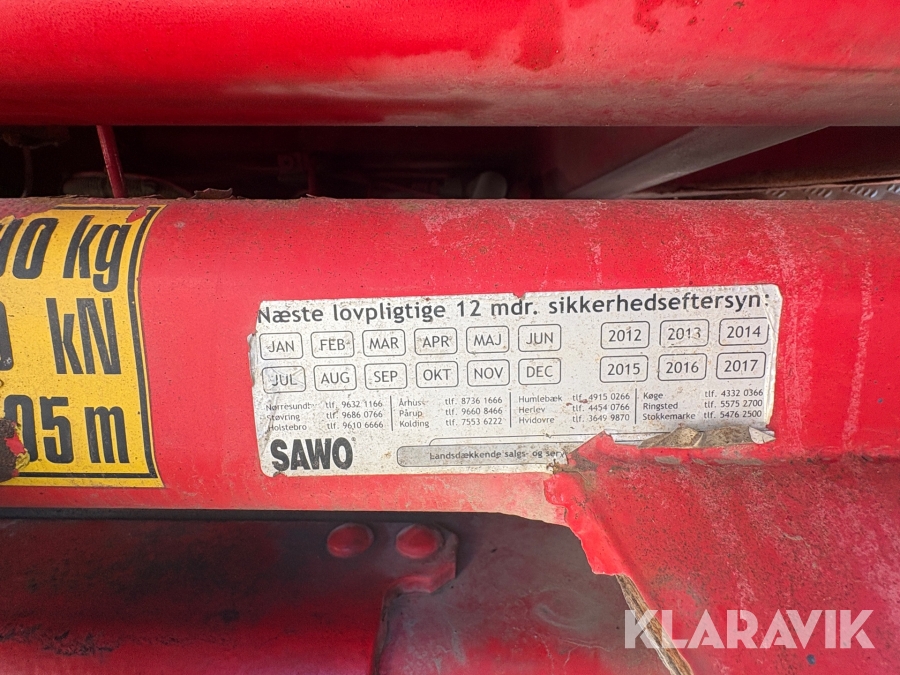 kg
kN
05 m
Næste lovpligtige 12 mdr. sikkerhedseftersyn:
JAN FEB MAR APR MAJ JUN 2012 2013 2014
JUL AUG SEP OKT NOV DEC 2015 2016 2017
Nørresundby tlf. 9632 1166 Århus tlf. 8736 1666 Humlebæk tlf. 4915 0266 Køge tlf. 4332 0366
Støvring tlf. 9686 0766 Pårup tlf. 9660 8466 Herlev tlf. 4454 0766 Ringsted tlf. 5575 2700
Holstebro tlf. 9610 6666 Kolding tlf. 7553 6222 Hvidovre tlf. 3649 9870 Stokkemarke tlf. 5476 2500
SAWO
Landsdækkende salgs- og serv
KLARAVIK